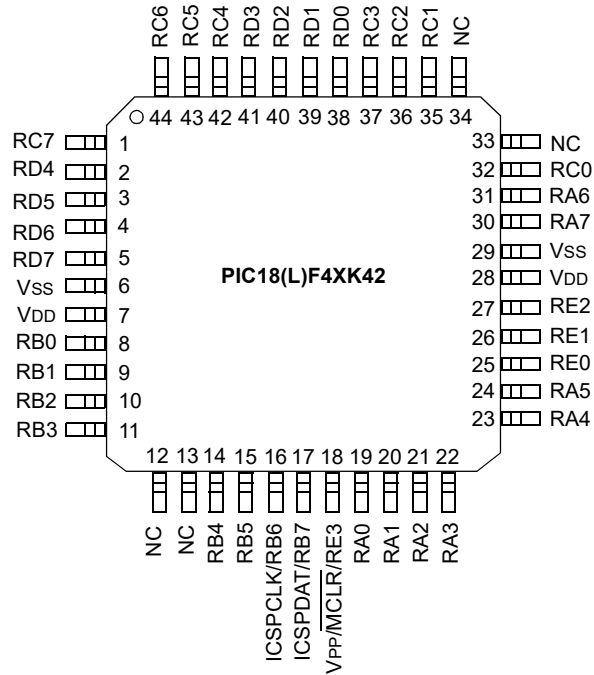 RC6 RC5 RC4 RD3 RD2 RD1 RD0 RC3 RC2 RC1 NC
44 43 42 41 40 39 38 37 36 35 34
RC7 1
RD4 2
RD5 3
RD6 4
RD7 5
VSS 6
VDD 7
RB0 8
RB1 9
RB2 10
RB3 11
PIC18(L)F4XK42
33 NC
32 RC0
31 RA6
30 RA7
29 VSS
28 VDD
27 RE2
26 RE1
25 RE0
24 RA5
23 RA4
12 13 14 15 16 17 18 19 20 21 22
NC NC RB4 RB5 ICSPCLK/RB6 ICSPDAT/RB7 VPP/MCLR/RE3 RA0 RA1 RA2 RA3